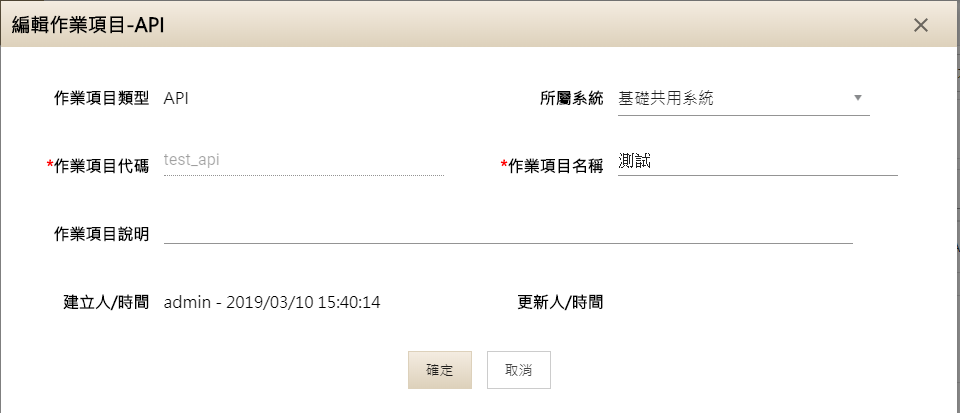 編輯作業項目-API
作業項目類型 API 所屬系統 基礎共用系統
*作業項目代碼 test_api *作業項目名稱 測試
作業項目說明
建立人/時間 admin - 2019/03/10 15:40:14 更新人/時間
確定 取消